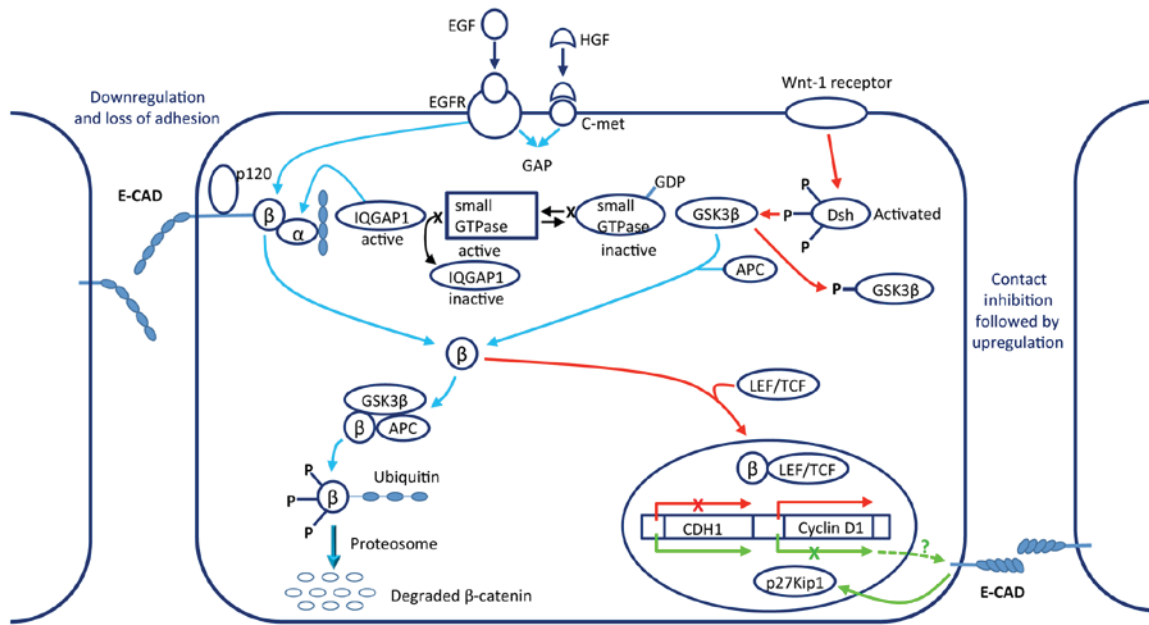 EGF
HGF
Downregulation
and loss of adhesion
EGFR
C-met
Wnt-1 receptor
GAP
E-CAD
p120
β
α
IQGAP1
active
X
small
GTPase
active
IQGAP1
inactive
X
GDP
small
GTPase
inactive
GSK3β
P
P
P
Dsh
Activated
APC
P
GSK3β
Contact
inhibition
followed by
upregulation
β
LEF/TCF
GSK3β
β
APC
P
P
P
β
Ubiquitin
Proteosome
Degraded β-catenin
β
LEF/TCF
X
CDH1
Cyclin D1
X
?
p27Kip1
E-CAD